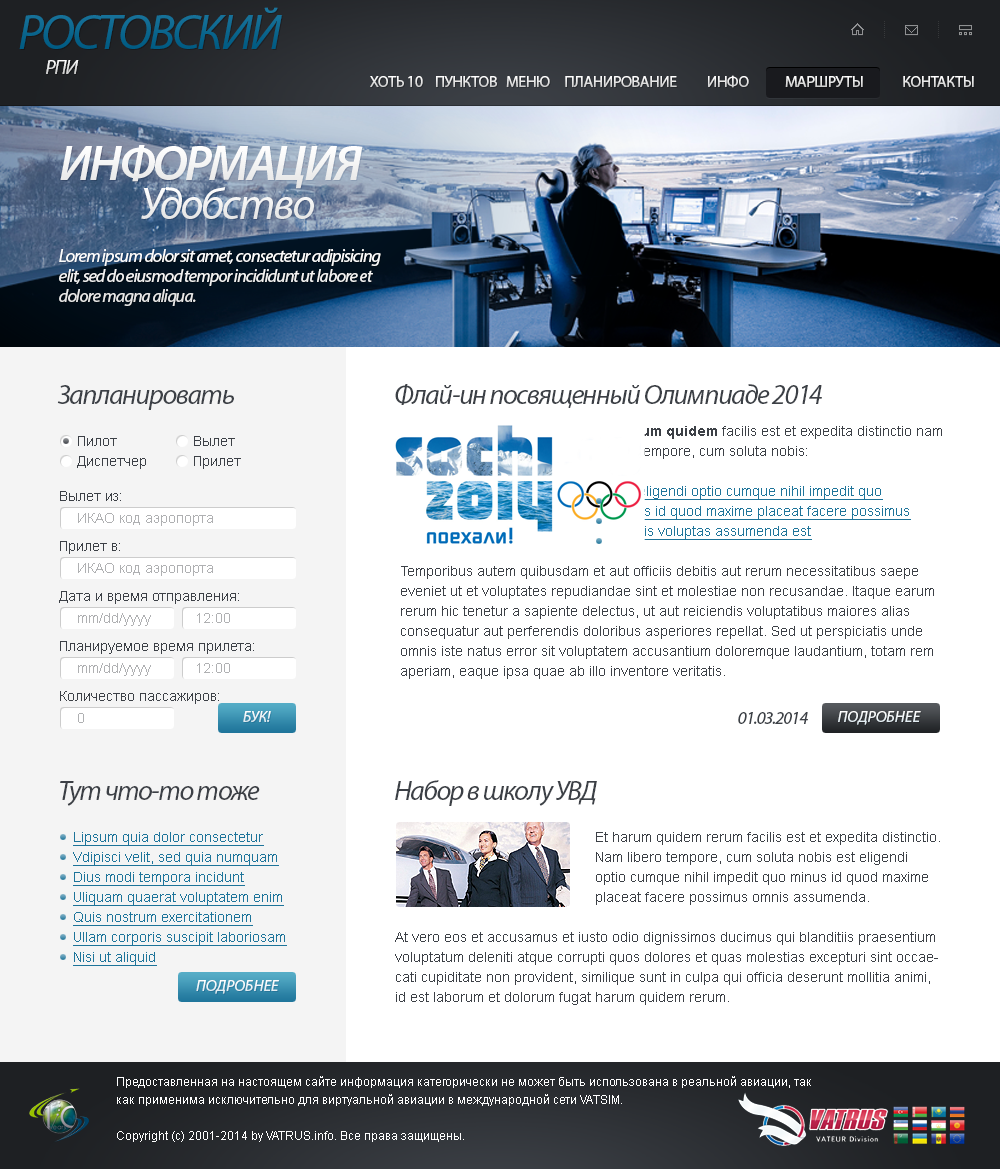 РОСТОВСКИЙ
РПИ
ХОТЬ 10 ПУНКТОВ МЕНЮ ПЛАНИРОВАНИЕ ИНФО МАРШРУТЫ КОНТАКТЫ
ИНФОРМАЦИЯ
Удобство
Lorem ipsum dolor sit amet, consectetur adipisicing
elit, sed do eiusmod tempor incididunt ut labore et
dolore magna aliqua.
Запланировать
Пилот Вылет
Диспетчер Прилет
Вылет из:
ИКАО код аэропорта
Прилет в:
ИКАО код аэропорта
Дата и время отправления:
mm/dd/yyyy 12:00
Планируемое время прилета:
mm/dd/yyyy 12:00
Количество пассажиров:
0
БУК!
Тут что-то тоже
Lipsum quia dolor consectetur
Vdipisci velit, sed quia numquam
Dius modi tempora incidunt
Uliquam quaerat voluptatem enim
Quis nostrum exercitationem
Ullam corporis suscipit laboriosam
Nisi ut aliquid
ПОДРОБНЕЕ
Флай-ин посвященный Олимпиаде 2014
sochi
2014
поехали!
um quidem facilis est et expedita distinctio nam
empore, cum soluta nobis:
ligendi optio cumque nihil impedit quo
s id quod maxime placeat facere possimus
is voluptas assumenda est
Temporibus autem quibusdam et aut officiis debitis aut rerum necessitatibus saepe
eveniet ut et voluptates repudiandae sint et molestiae non recusandae. Itaque earum
rerum hic tenetur a sapiente delectus, ut aut reiciendis voluptatibus maiores alias
consequatur aut perferendis doloribus asperiores repellat. Sed ut perspiciatis unde
omnis iste natus error sit voluptatem accusantium doloremque laudantium, totam rem
aperiam, eaque ipsa quae ab illo inventore veritatis.
01.03.2014 ПОДРОБНЕЕ
Набор в школу УВД
Et harum quidem rerum facilis est et expedita distinctio.
Nam libero tempore, cum soluta nobis est eligendi
optio cumque nihil impedit quo minus id quod maxime
placeat facere possimus omnis assumenda.
At vero eos et accusamus et iusto odio dignissimos ducimus qui blanditiis praesentium
voluptatum deleniti atque corrupti quos dolores et quas molestias excepturi sint occae-
cati cupiditate non provident, similique sunt in culpa qui officia deserunt mollitia animi,
id est laborum et dolorum fugat harum quidem rerum.
Предоставленная на настоящем сайте информация категорически не может быть использована в реальной авиации, так
как применима исключительно для виртуальной авиации в международной сети VATSIM.
Copyright (c) 2001-2014 by VATRUS.info. Все права защищены.
VATRUS
VATEUR Division